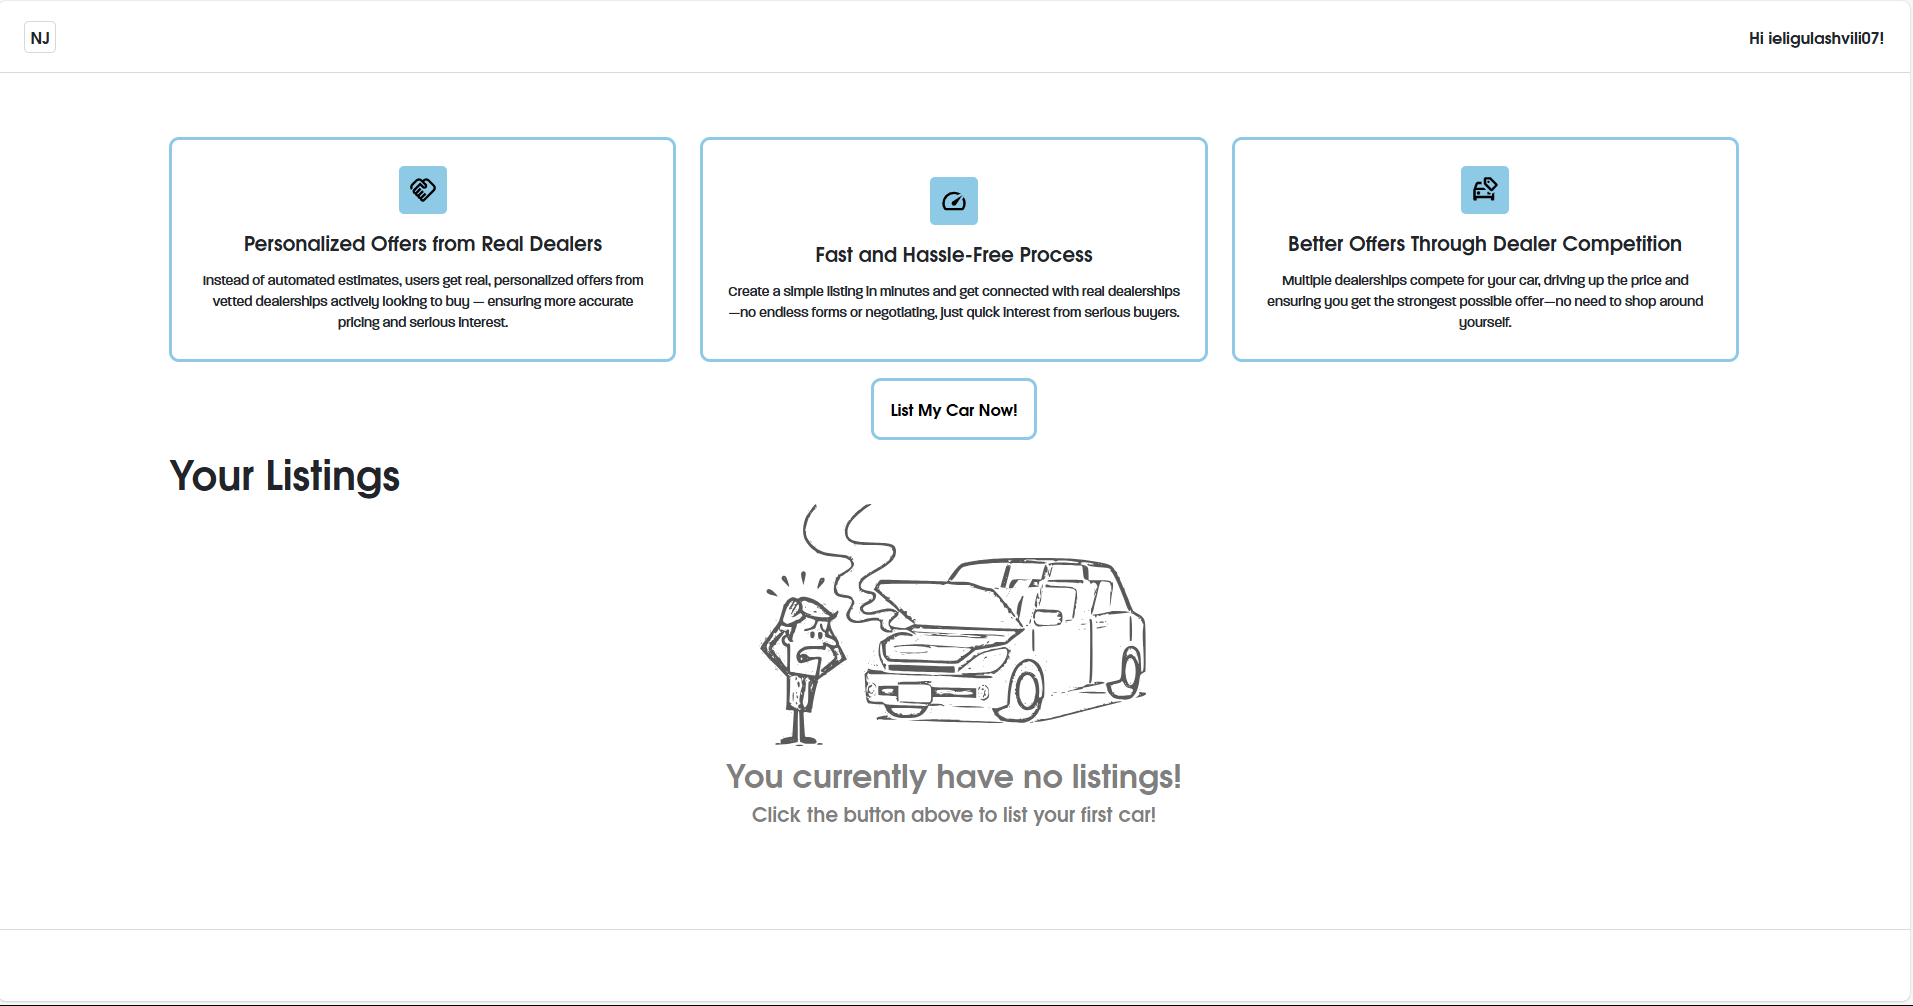 NJ
Hi ieligulashvili07!
Personalized Offers from Real Dealers
Instead of automated estimates, users get real, personalized offers from
vetted dealerships actively looking to buy — ensuring more accurate
pricing and serious interest.
Fast and Hassle-Free Process
Create a simple listing in minutes and get connected with real dealerships
—no endless forms or negotiating, just quick interest from serious buyers.
Better Offers Through Dealer Competition
Multiple dealerships compete for your car, driving up the price and
ensuring you get the strongest possible offer—no need to shop around
yourself.
List My Car Now!
Your Listings
You currently have no listings!
Click the button above to list your first car!